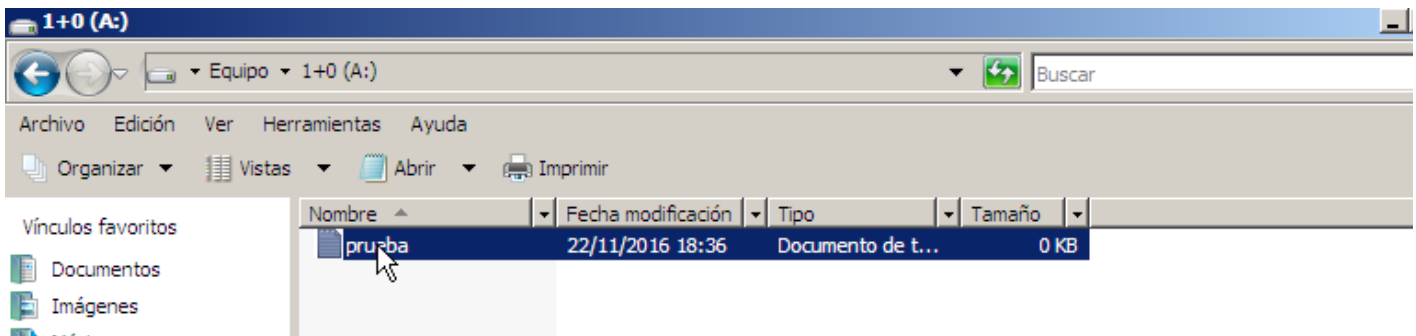 1+0 (A:)
Equipo 1+0 (A:) Buscar
Archivo Edición Ver Herramientas Ayuda
Organizar Vistas Abrir Imprimir
Vínculos favoritos
Nombre Fecha modificación Tipo Tamaño
prueba 22/11/2016 18:36 Documento de t... 0 KB
Documentos
Imágenes